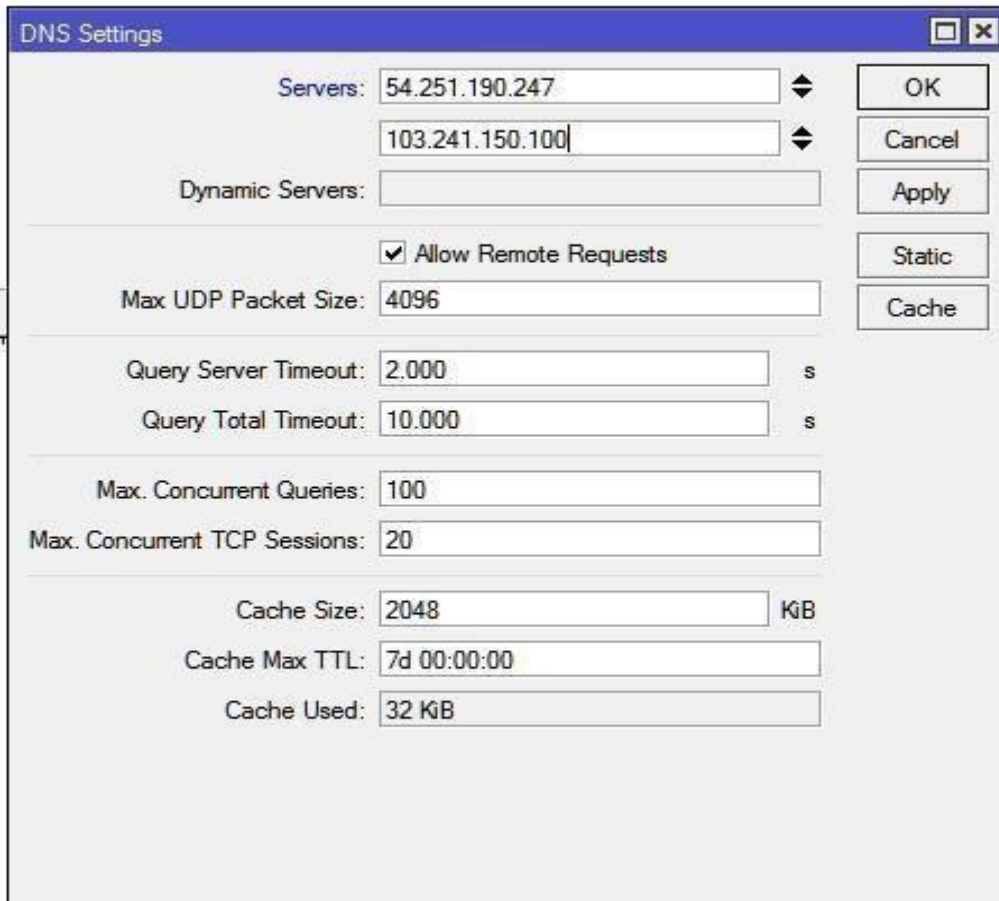 DNS Settings
Servers: 54.251.190.247
OK
103.241.150.100
Cancel
Dynamic Servers:
Apply
Allow Remote Requests
Static
Max UDP Packet Size: 4096
Cache
Query Server Timeout: 2.000 s
Query Total Timeout: 10.000 s
Max. Concurrent Queries: 100
Max. Concurrent TCP Sessions: 20
Cache Size: 2048 KiB
Cache Max TTL: 7d 00:00:00
Cache Used: 32 KiB